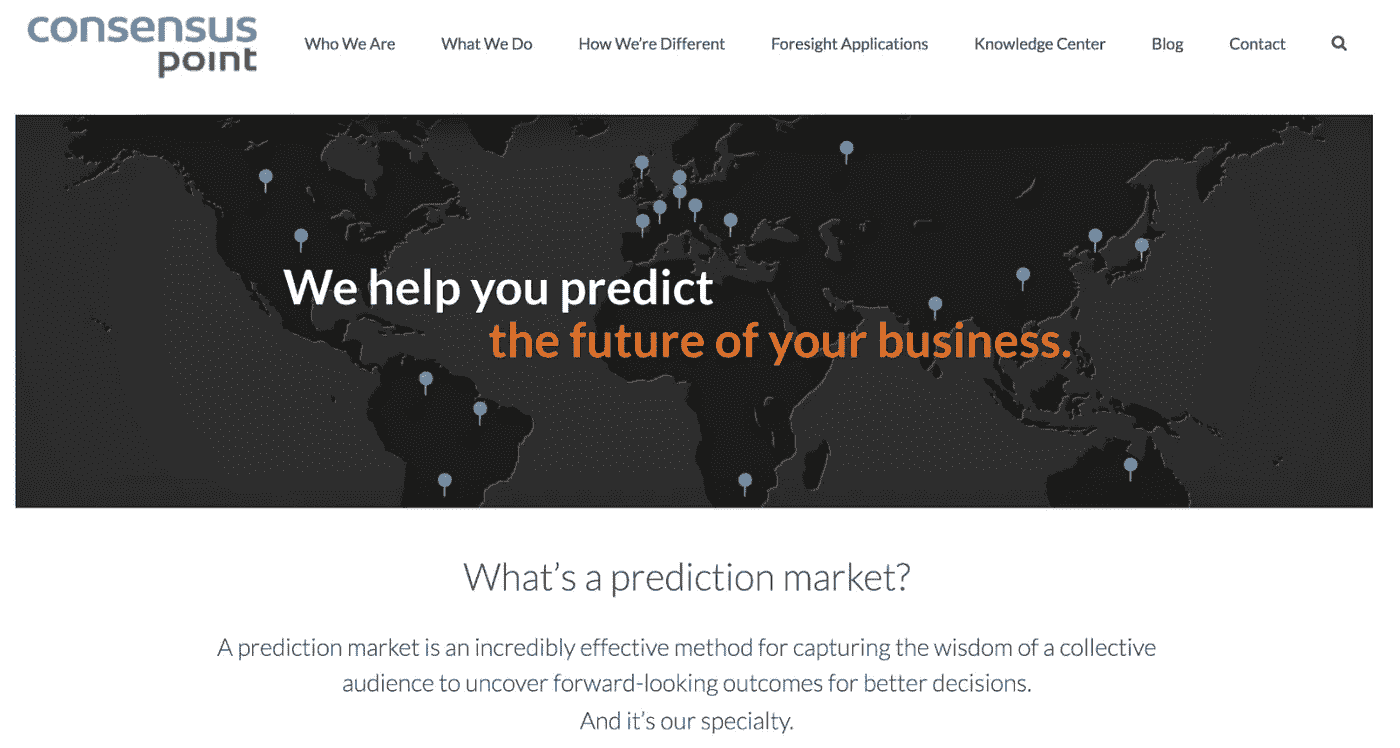 consensus
point
Who We Are What We Do How We're Different Foresight Applications Knowledge Center Blog Contact
We help you predict
the future of your business.
What's a prediction market?
A prediction market is an incredibly effective method for capturing the wisdom of a collective
audience to uncover forward-looking outcomes for better decisions.
And it's our specialty.